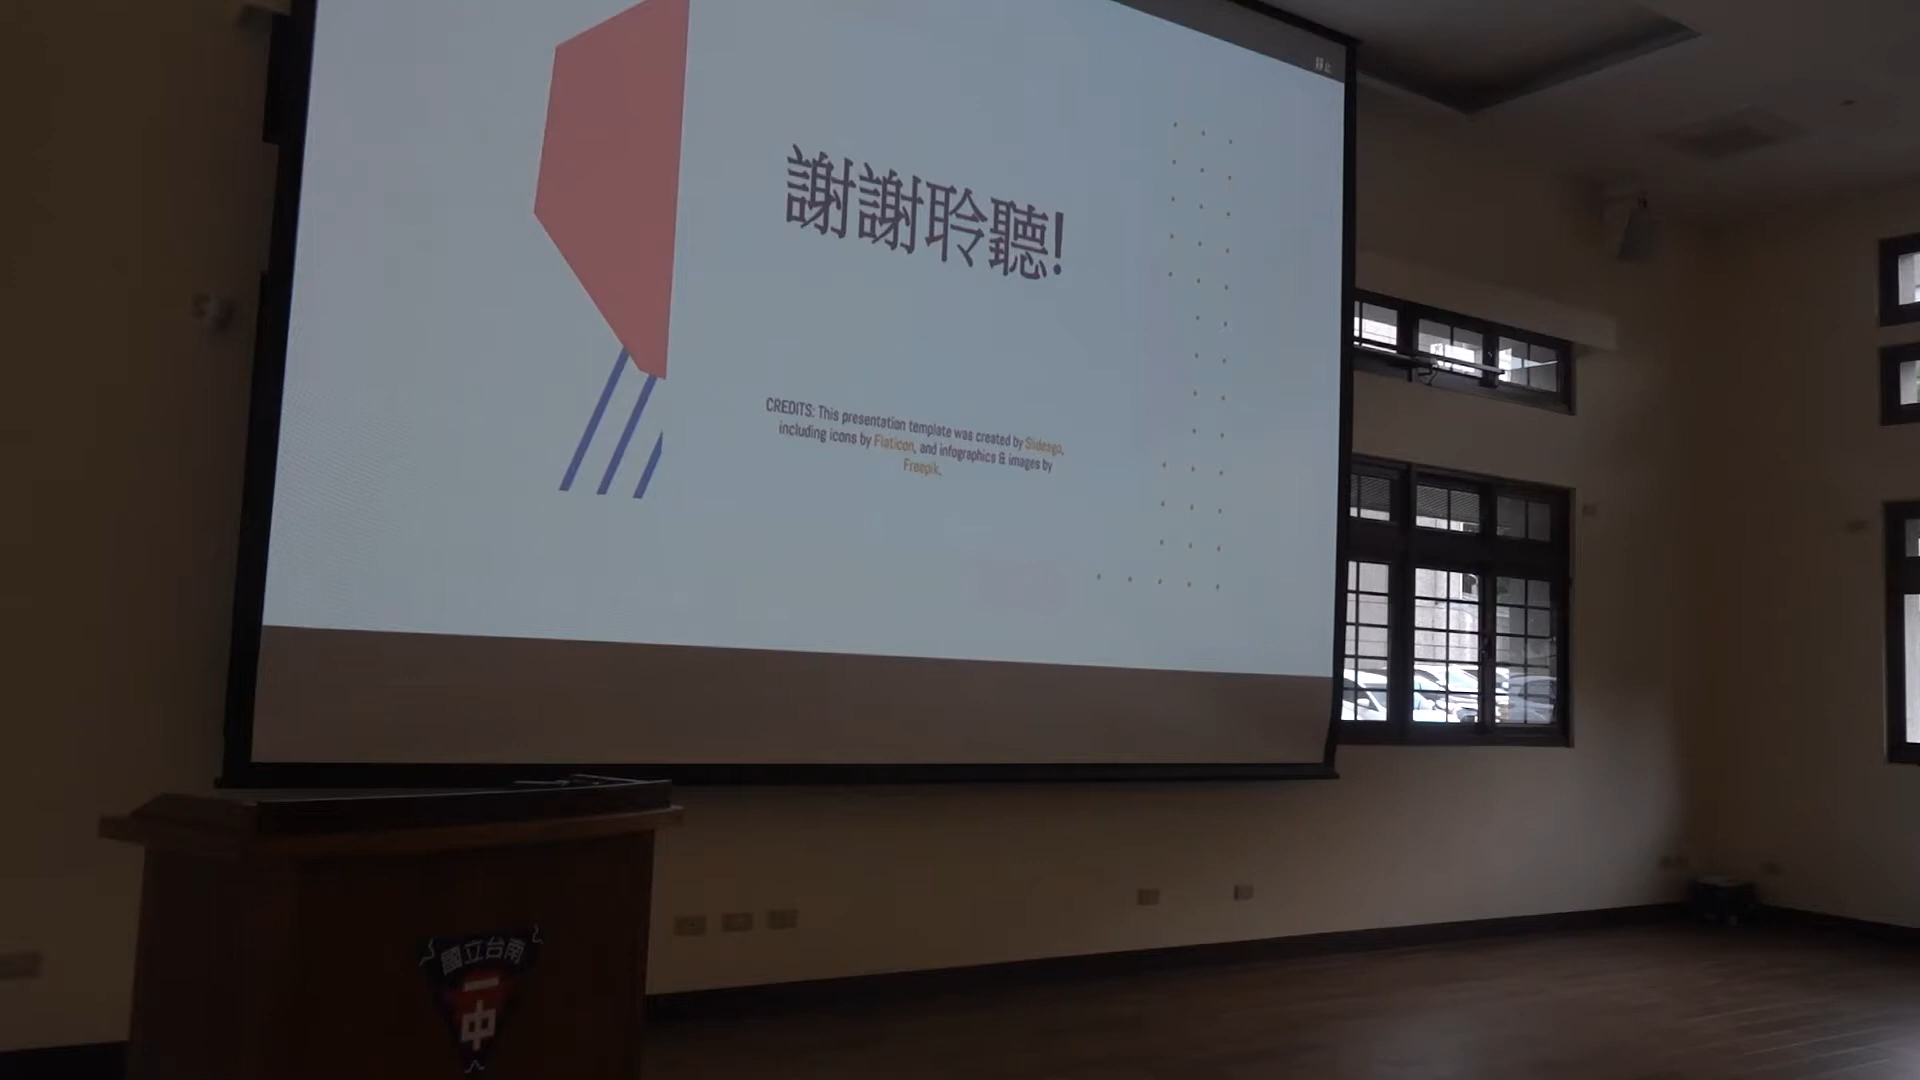 謝謝聆聽!
CREDITS: This presentation template was created by Slidesgo,
including icons by Flaticon, and infographics & images by
Freepik.
國立台南
一
中